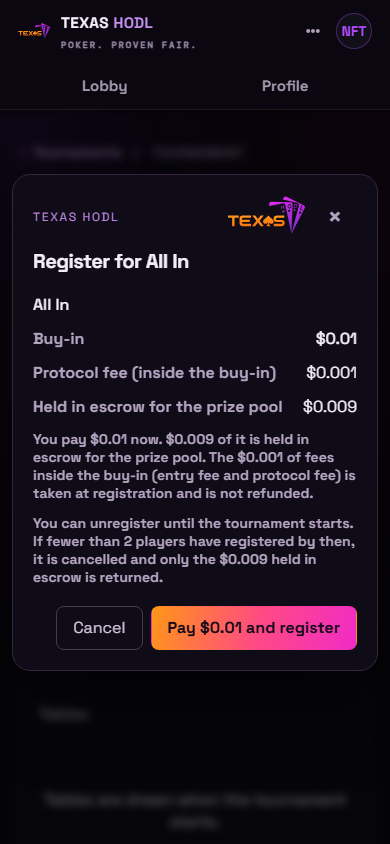 TEXAS
TEXAS HODL
POKER. PROVEN FAIR.
•••
NFT
Lobby
Profile
TEXAS HODL
TEXAS
×
Register for All In
All In
Buy-in $0.01
Protocol fee (inside the buy-in) $0.001
Held in escrow for the prize pool $0.009
You pay $0.01 now. $0.009 of it is held in
escrow for the prize pool. The $0.001 of fees
inside the buy-in (entry fee and protocol fee) is
taken at registration and is not refunded.
You can unregister until the tournament starts.
If fewer than 2 players have registered by then,
it is cancelled and only the $0.009 held in
escrow is returned.
Cancel
Pay $0.01 and register
Tables
Tables are drawn when the tournament
starts.